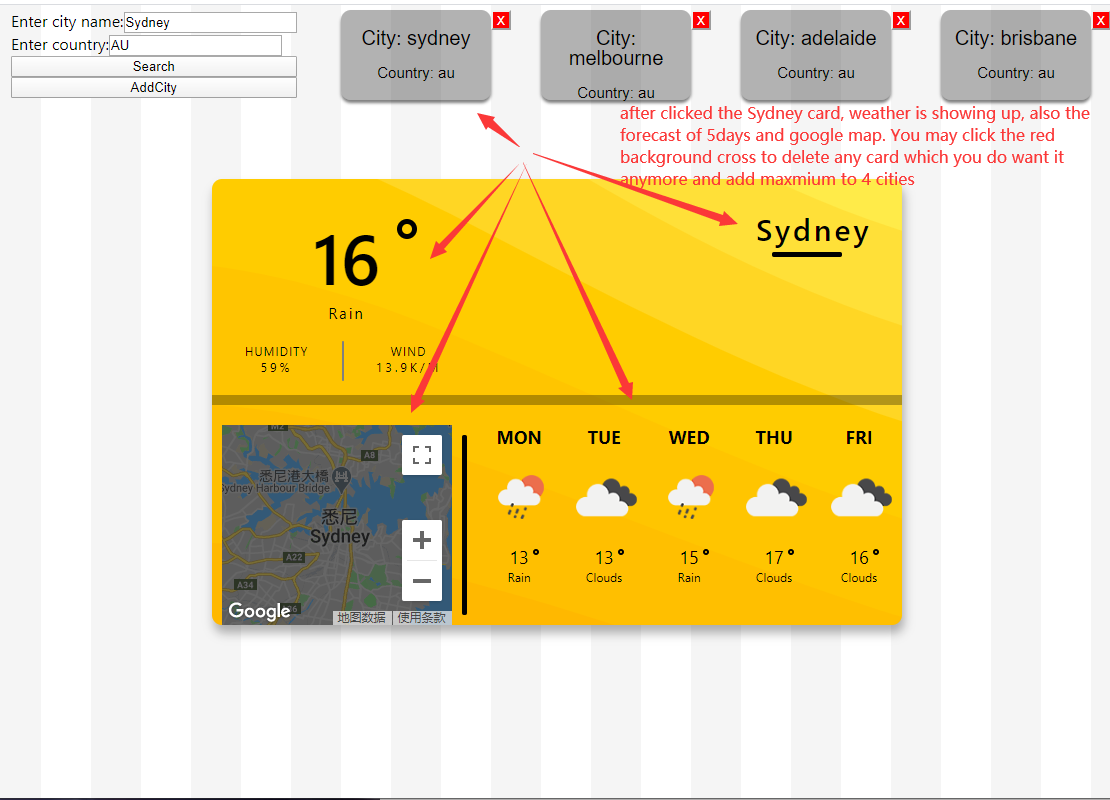 Enter city name:Sydney
Enter country:AU
Search
AddCity
City: sydney
Country: au
X
City:
melbourne
Country: au
X
City: adelaide
Country: au
X
City: brisbane
Country: au
X
after clicked the Sydney card, weather is showing up, also the
forecast of 5days and google map. You may click the red
background cross to delete any card which you do want it
anymore and add maxmium to 4 cities
16°
Rain
HUMIDITY
59%
WIND
13.9K/
Sydney
M2
A8
悉尼港大橋
Sydney Harbour Bridge
悉尼
Sydney
A22
A34
Google
地图数据
使用条款
MON TUE WED THU FRI
13° 13° 15° 17° 16°
Rain Clouds Rain Clouds Clouds